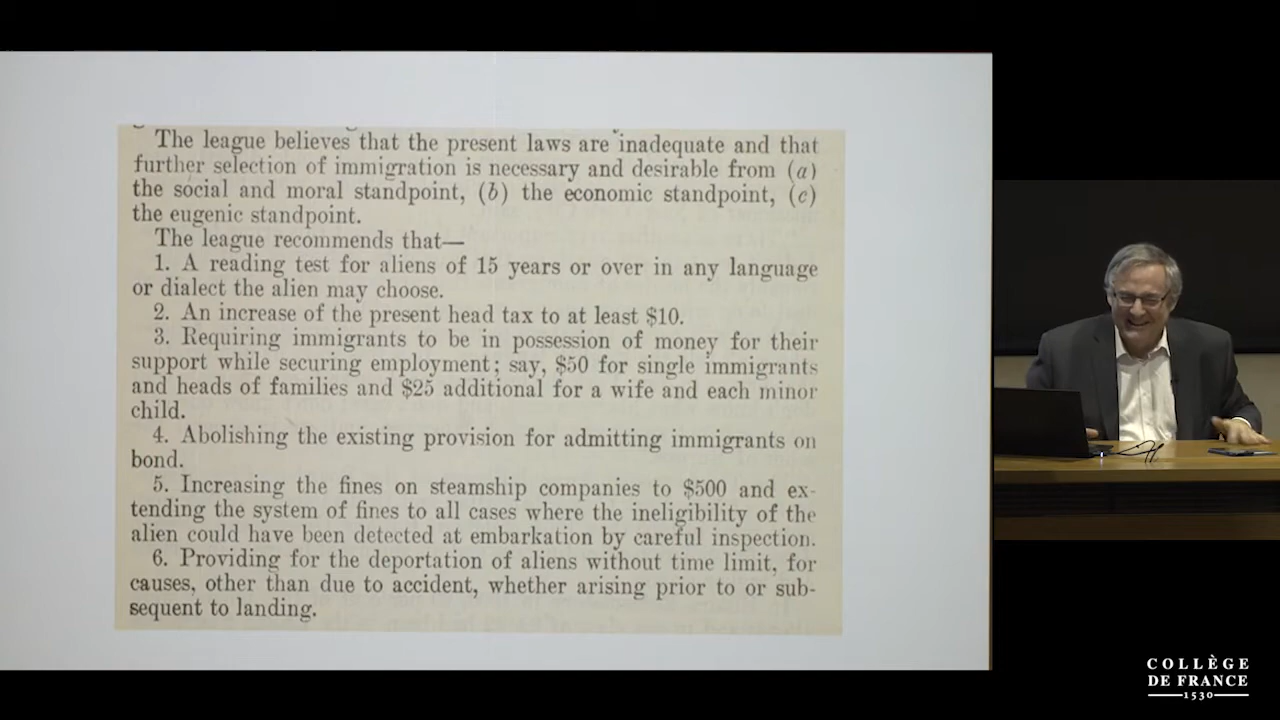 The league believes that the present laws are inadequate and that
further selection of immigration is necessary and desirable from (a)
the social and moral standpoint, (b) the economic standpoint, (c)
the eugenic standpoint.
The league recommends that—
1. A reading test for aliens of 15 years or over in any language
or dialect the alien may choose.
2. An increase of the present head tax to at least $10.
3. Requiring immigrants to be in possession of money for their
support while securing employment; say, $50 for single immigrants
and heads of families and $25 additional for a wife and each minor
child.
4. Abolishing the existing provision for admitting immigrants on
bond.
5. Increasing the fines on steamship companies to $500 and ex-
tending the system of fines to all cases where the ineligibility of the
alien could have been detected at embarkation by careful inspection.
6. Providing for the deportation of aliens without time limit, for
causes, other than due to accident, whether arising prior to or sub-
sequent to landing.
COLLÈGE
DE FRANCE
1530